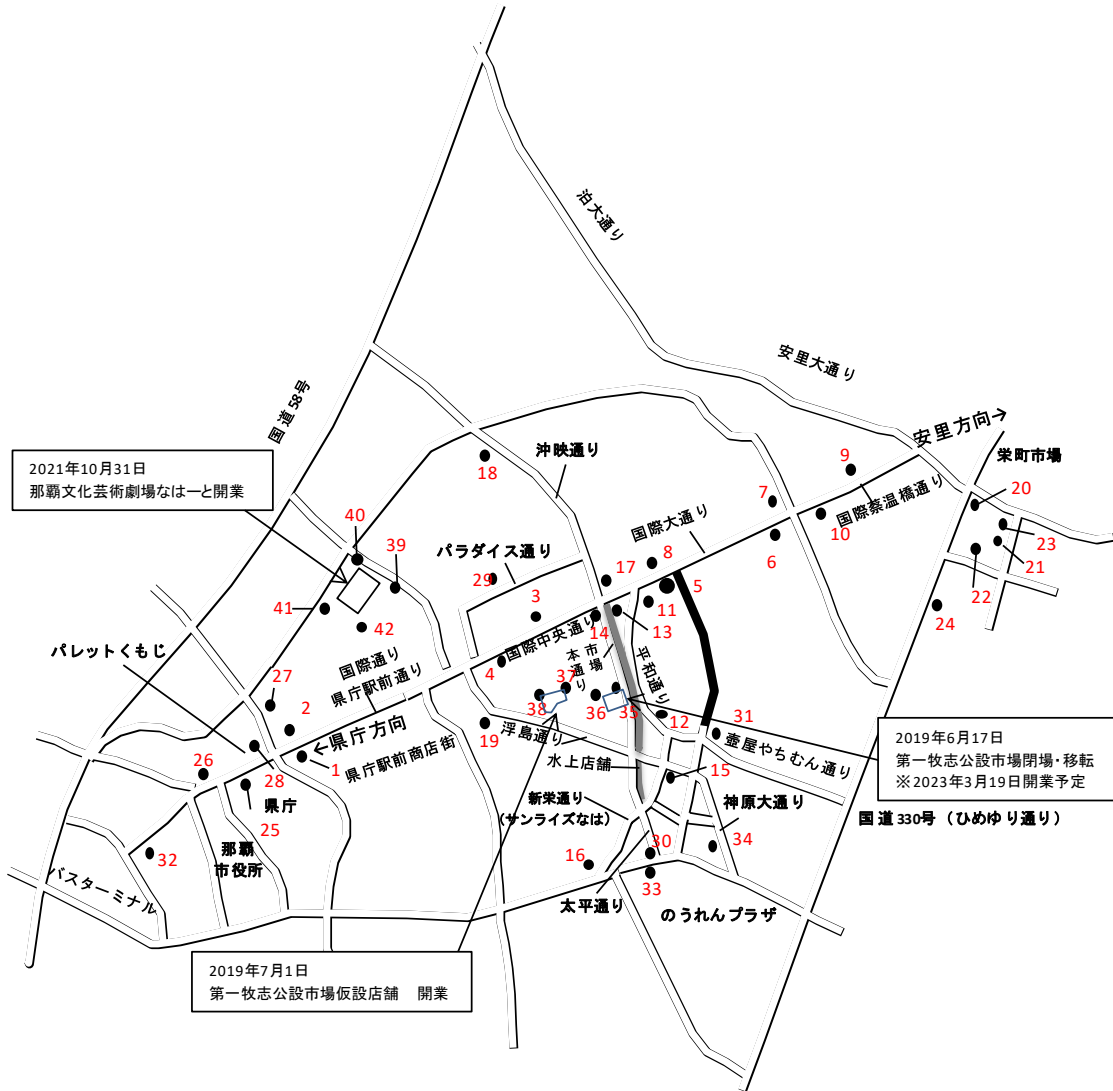 泊大通り
安里大通り
国道58号
安里方向→
栄町市場
沖映通り
2021年10月31日
那覇文化芸術劇場なはーと開業
18
9
7
20
国際蔡温橋通り
国際大通り
10
23
40
39
パラダイス通り
8
6
21
29
17
5
22
3
11
24
41
42
国際中央通り
14
13
国際通り
本市場通り
平和通り
パレットくもじ
県庁駅前通り
4
37
27
2
38
36
35
12
31
←県庁方向
19
浮島通り
壺屋やちむん通り
2019年6月17日
第一牧志公設市場閉場・移転
※2023年3月19日開業予定
26
28
1
県庁駅前商店街
水上店舗
15
県庁
25
新栄通り
(サンライズなは)
神原大通り
国道330号（ひめゆり通り）
32
那覇
市役所
16
30
34
バスターミナル
33
太平通り
のうれんプラザ
2019年7月1日
第一牧志公設市場仮設店舗　開業